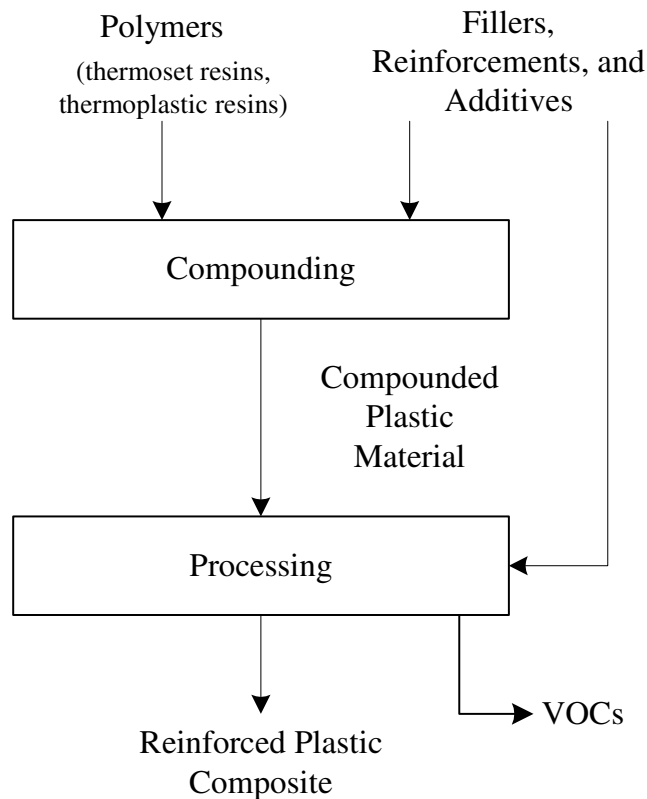 Polymers
(thermoset resins,
thermoplastic resins)
Fillers,
Reinforcements, and
Additives
Compounding
Compounded
Plastic
Material
Processing
VOCs
Reinforced Plastic
Composite